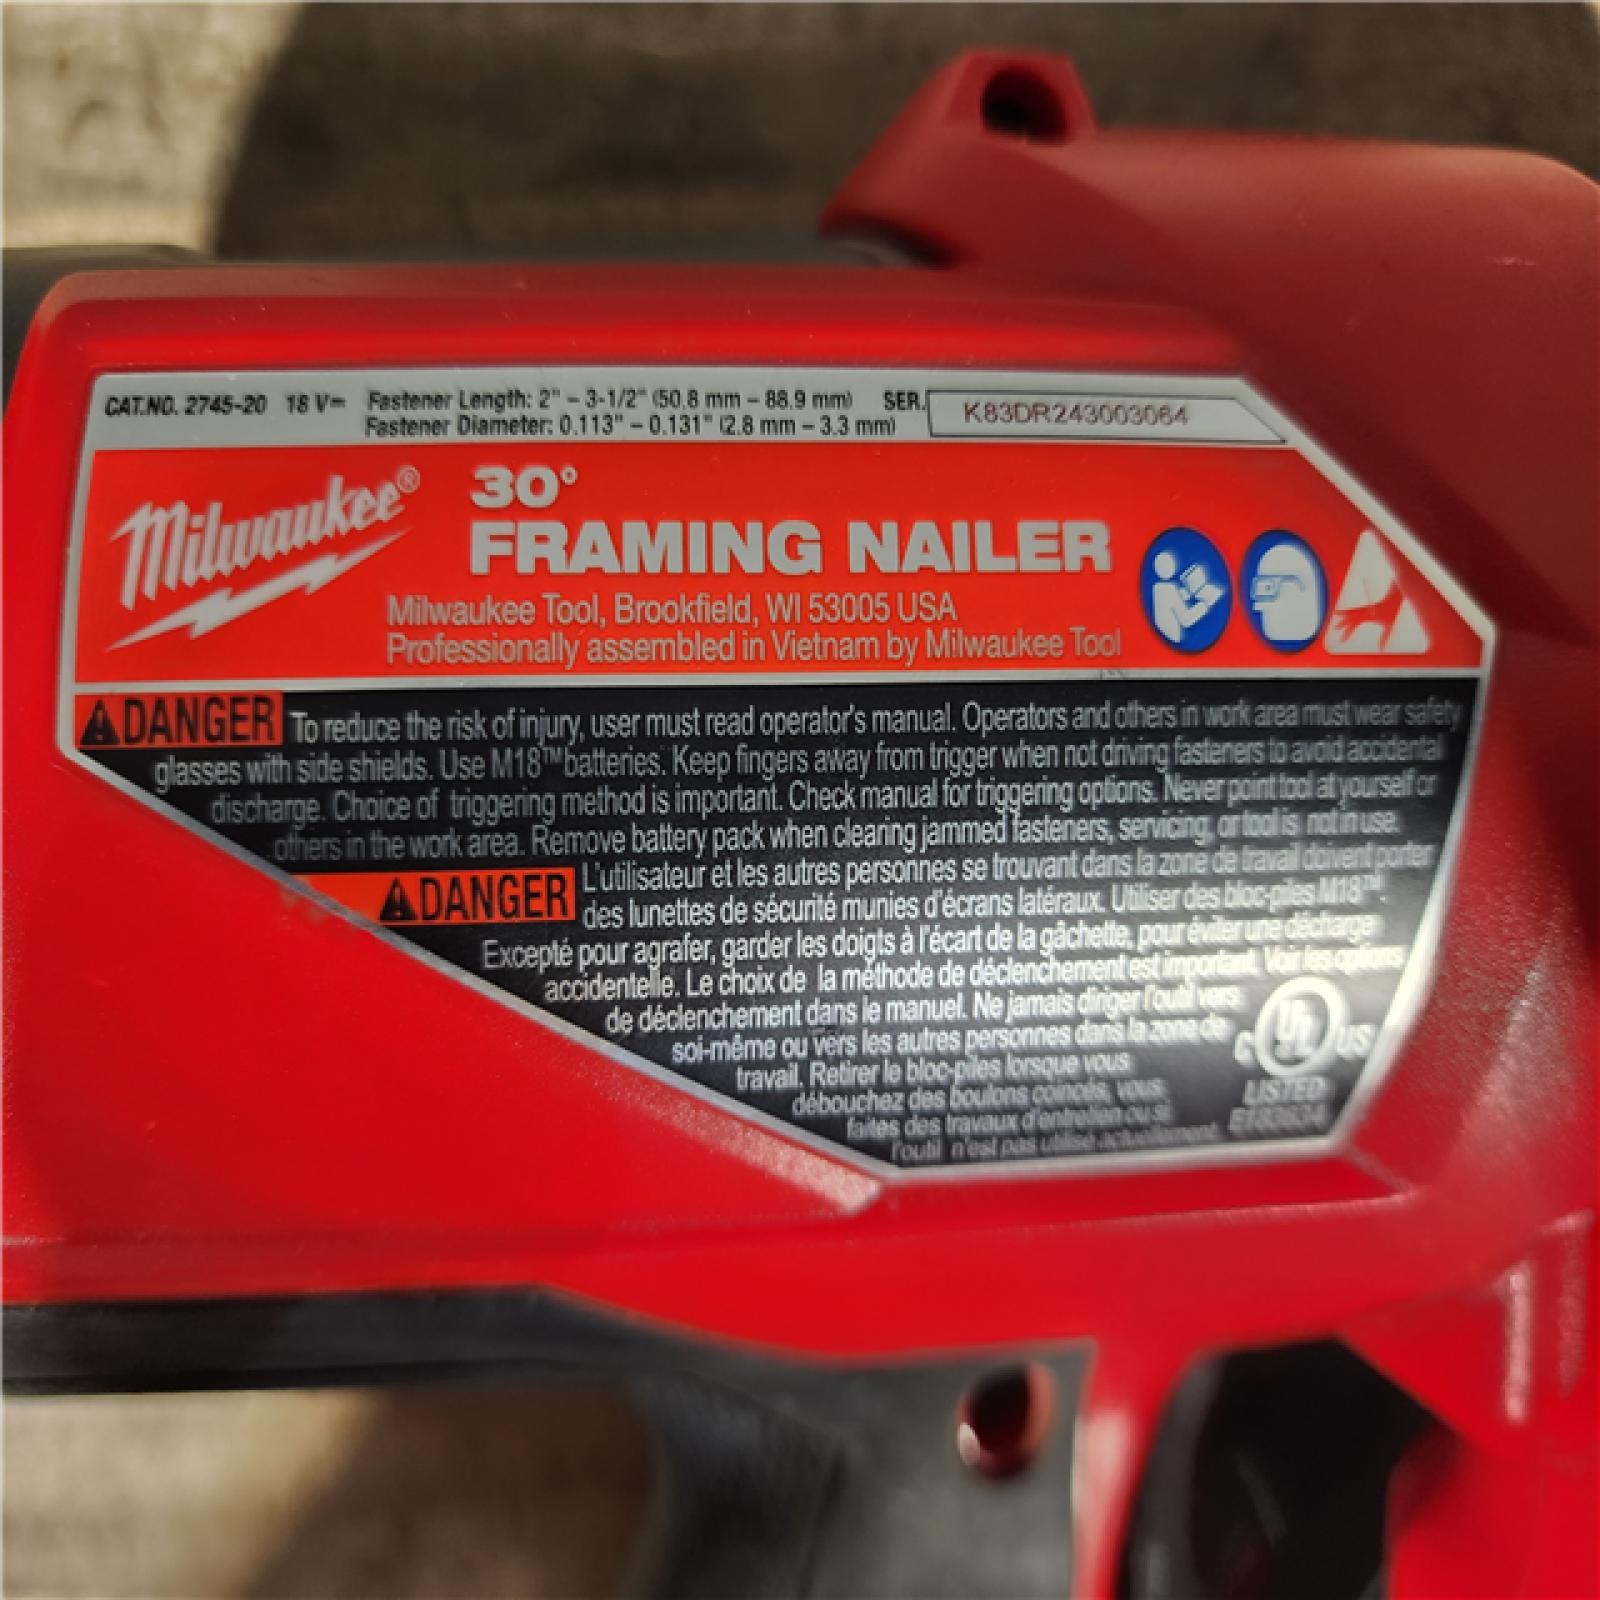 CAT.NO. 2745-20 18 V⎓ Fastener Length: 2" – 3-1/2" (50.8 mm – 88.9 mm) SER. K83DR243003064
Fastener Diameter: 0.113" – 0.131" (2.8 mm – 3.3 mm)
Milwaukee®
30°
FRAMING NAILER
Milwaukee Tool, Brookfield, WI 53005 USA
Professionally assembled in Vietnam by Milwaukee Tool
DANGER To reduce the risk of injury, user must read operator's manual. Operators and others in work area must wear safety
glasses with side shields. Use M18™ batteries. Keep fingers away from trigger when not driving fasteners to avoid accidental
discharge. Choice of triggering method is important. Check manual for triggering options. Never point tool at yourself or
others in the work area. Remove battery pack when clearing jammed fasteners, servicing, or tool is not in use.
DANGER L'utilisateur et les autres personnes se trouvant dans la zone de travail doivent porter
des lunettes de sécurité munies d'écrans latéraux. Utiliser des bloc-piles M18™.
Excepté pour agrafer, garder les doigts à l'écart de la gâchette, pour éviter une décharge
accidentelle. Le choix de la méthode de déclenchement est important. Voir les options
de déclenchement dans le manuel. Ne jamais diriger l'outil vers
soi-même ou vers les autres personnes dans la zone de
travail. Retirer le bloc-piles lorsque vous
débouchez des boulons coincés, vous
faites des travaux d'entretien ou si
l'outil n'est pas utilisé actuellement.
C UL US
LISTED
E183634